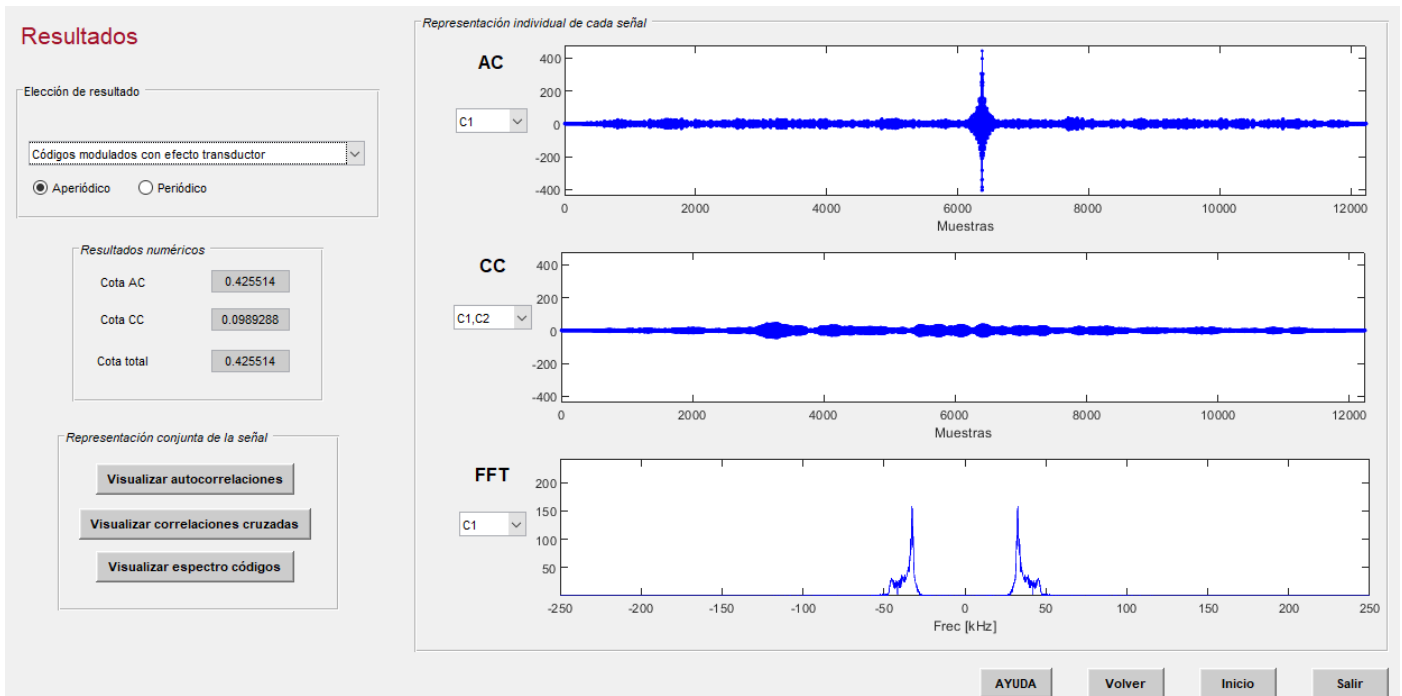 Resultados
Elección de resultado
Códigos modulados con efecto transductor
Aperiódico Periódico
Resultados numéricos
Cota AC 0.425514
Cota CC 0.0989288
Cota total 0.425514
Representación conjunta de la señal
Visualizar autocorrelaciones
Visualizar correlaciones cruzadas
Visualizar espectro códigos
Representación individual de cada señal
AC
C1
400
200
0
-200
-400
0 2000 4000 6000 8000 10000 12000
Muestras
CC
C1,C2
400
200
0
-200
-400
0 2000 4000 6000 8000 10000 12000
Muestras
FFT
C1
200
150
100
50
-250 -200 -150 -100 -50 0 50 100 150 200 250
Frec [kHz]
AYUDA Volver Inicio Salir